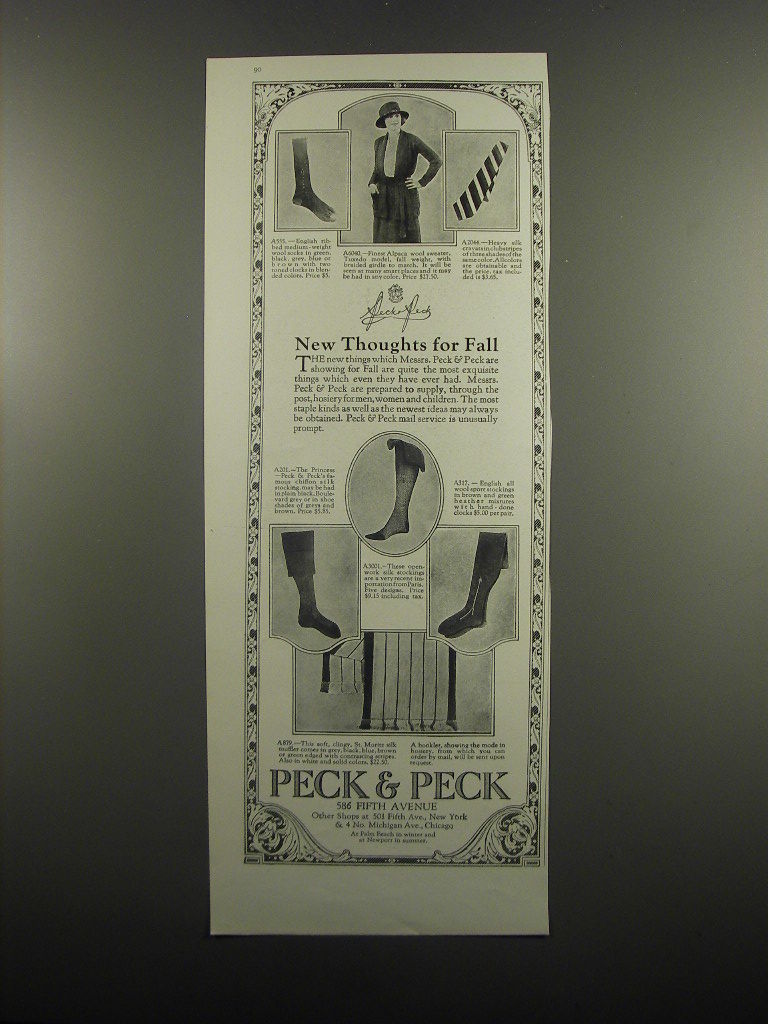 90
A555.—English rib-
bed medium-weight
wool socks in green,
black, grey, blue or
brown with two
toned clocks in blen-
ded colors. Price $5.
A6040.—Finest Alpaca wool sweater,
Tuxedo model, fall weight, with
braided girdle to match. It will be
seen at many smart places and it may
be had in any color. Price $27.50.
A2044.—Heavy silk
cravats in club stripes
of three shades of the
same color. All colors
are obtainable and
the price, tax inclu-
ded is $3.65.
Peck & Peck
New Thoughts for Fall
THE new things which Messrs. Peck & Peck are
showing for Fall are quite the most exquisite
things which even they have ever had. Messrs.
Peck & Peck are prepared to supply, through the
post, hosiery for men, women and children. The most
staple kinds as well as the newest ideas may always
be obtained. Peck & Peck mail service is unusually
prompt.
A201.—The Princess
—Peck & Peck's fa-
mous chiffon silk
stocking, may be had
in plain black, Boule-
vard grey or in shoe
shades of greys and
brown. Price $5.85.
A317.—English all
wool sport stockings
in brown and green
heather mixtures
with hand-done
clocks $5.00 per pair.
A3001.—These open-
work silk stockings
are a very recent im-
portation from Paris.
Five designs. Price
$9.15 including tax.
A879.—This soft, clingy, St. Moritz silk
muffler comes in grey, black, blue, brown
or green edged with contrasting stripes.
Also in white and solid colors. $22.50.
A booklet, showing the mode in
hosiery, from which you can
order by mail, will be sent upon
request.
PECK & PECK
586 FIFTH AVENUE
Other Shops at 501 Fifth Ave., New York
& 4 No. Michigan Ave., Chicago
At Palm Beach in winter and
at Newport in summer.